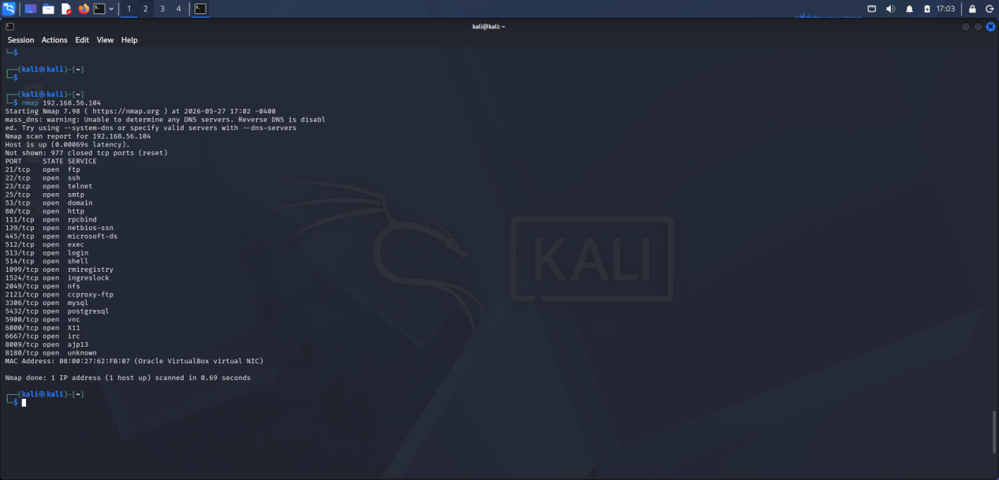 1 2 3 4
17:03
kali@kali: ~
Session Actions Edit View Help
└─$
┌──(kali㉿kali)-[~]
└─$
┌──(kali㉿kali)-[~]
└─$ nmap 192.168.56.104
Starting Nmap 7.98 ( https://nmap.org ) at 2026-05-27 17:02 -0400
mass_dns: warning: Unable to determine any DNS servers. Reverse DNS is disabl
ed. Try using --system-dns or specify valid servers with --dns-servers
Nmap scan report for 192.168.56.104
Host is up (0.00069s latency).
Not shown: 977 closed tcp ports (reset)
PORT     STATE SERVICE
21/tcp   open  ftp
22/tcp   open  ssh
23/tcp   open  telnet
25/tcp   open  smtp
53/tcp   open  domain
80/tcp   open  http
111/tcp  open  rpcbind
139/tcp  open  netbios-ssn
445/tcp  open  microsoft-ds
512/tcp  open  exec
513/tcp  open  login
514/tcp  open  shell
1099/tcp open  rmiregistry
1524/tcp open  ingreslock
2049/tcp open  nfs
2121/tcp open  ccproxy-ftp
3306/tcp open  mysql
5432/tcp open  postgresql
5900/tcp open  vnc
6000/tcp open  X11
6667/tcp open  irc
8009/tcp open  ajp13
8180/tcp open  unknown
MAC Address: 08:00:27:62:FB:07 (Oracle VirtualBox virtual NIC)
Nmap done: 1 IP address (1 host up) scanned in 0.69 seconds
┌──(kali㉿kali)-[~]
└─$
KALI